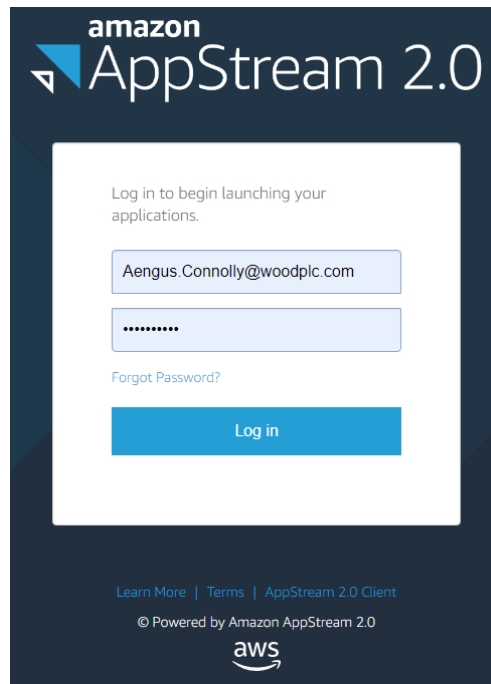 amazon
AppStream 2.0
Log in to begin launching your
applications.
Aengus.Connolly@woodplc.com
••••••••••
Forgot Password?
Log in
Learn More | Terms | AppStream 2.0 Client
© Powered by Amazon AppStream 2.0
aws